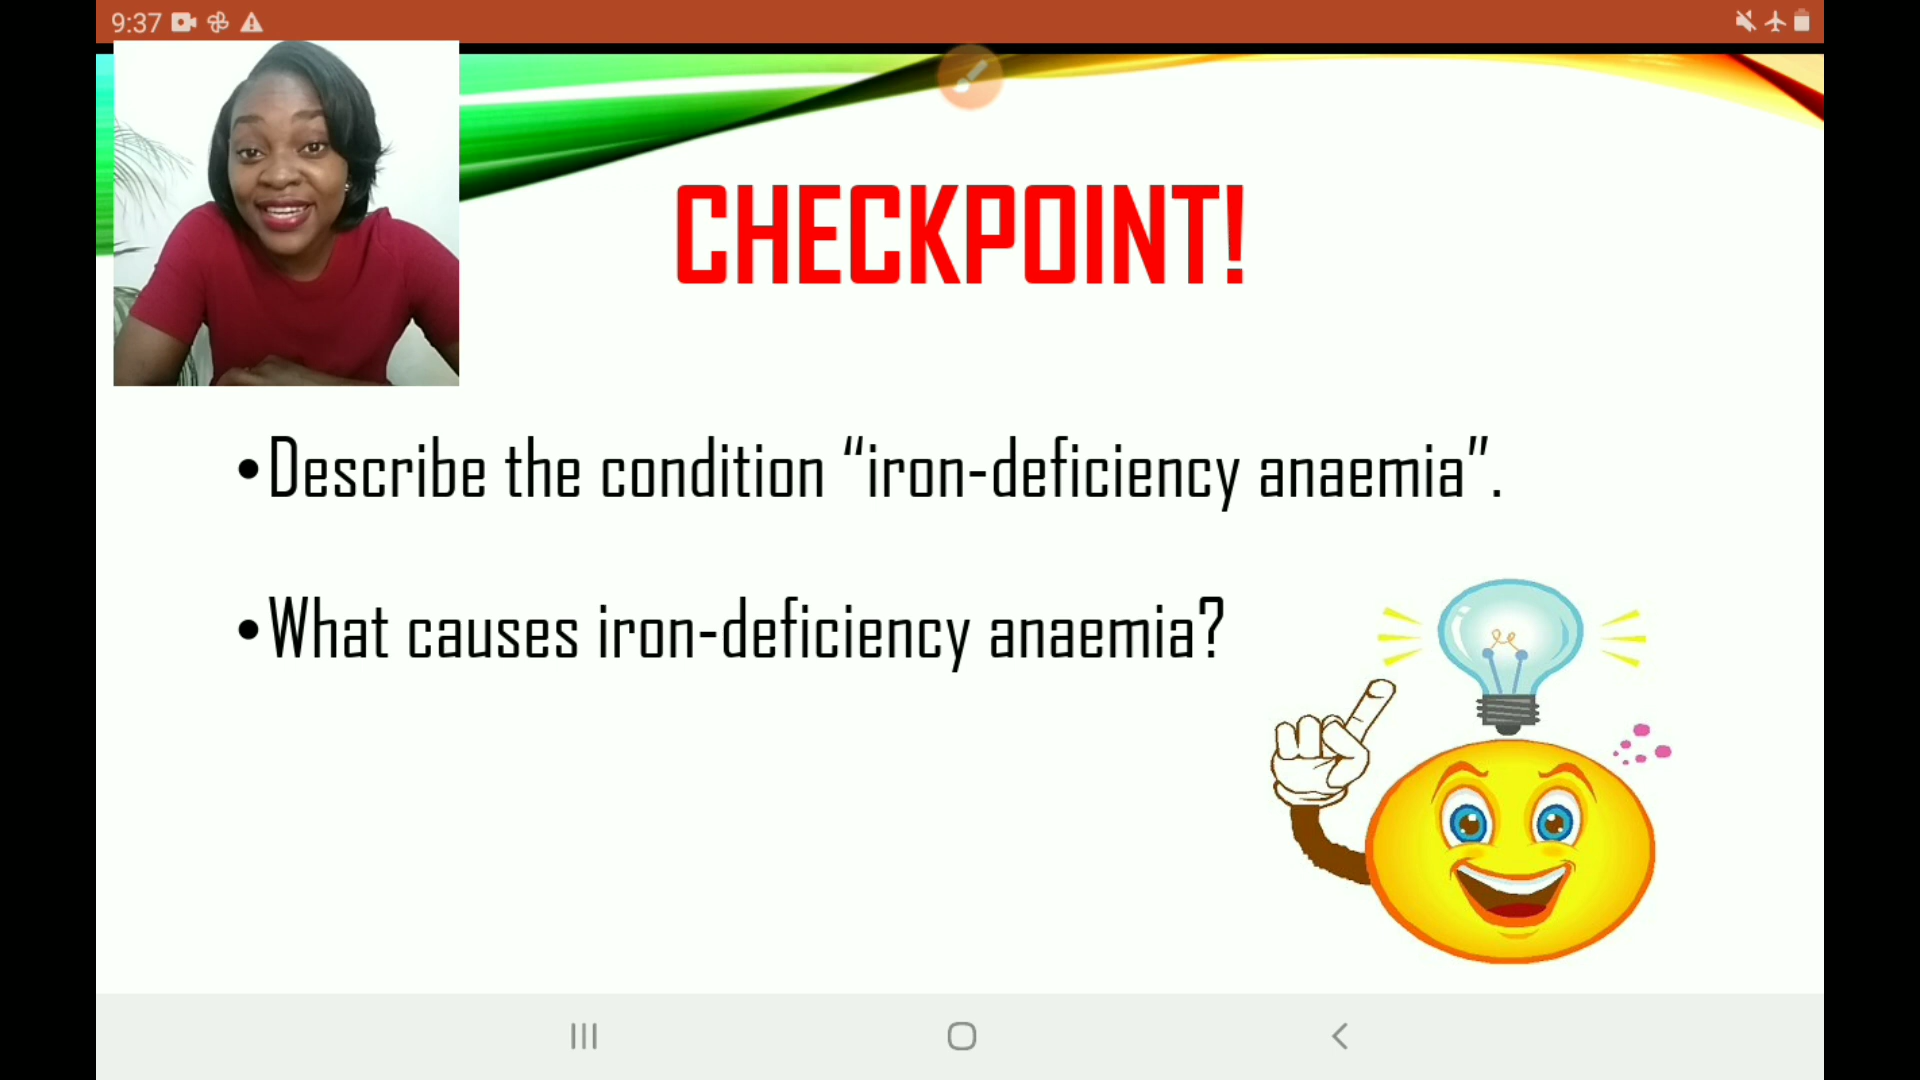 9:37
CHECKPOINT!
•Describe the condition “iron-deficiency anaemia”.
•What causes iron-deficiency anaemia?